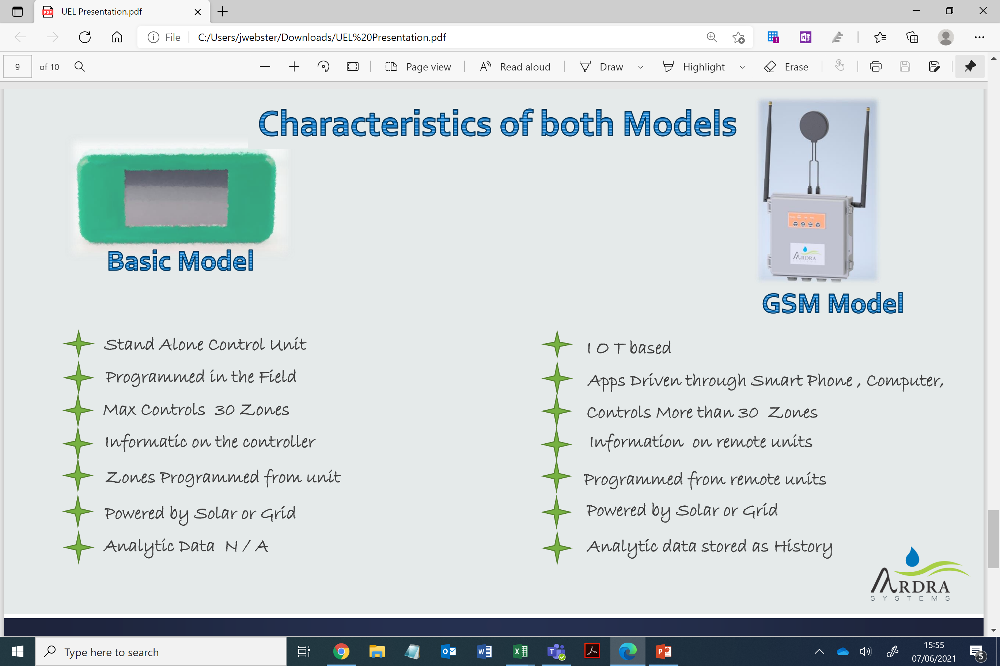 UEL Presentation.pdf
File C:/Users/jwebster/Downloads/UEL%20Presentation.pdf
9 of 10 Page view Read aloud Draw Highlight Erase
Characteristics of both Models
ARDRA
Basic Model
GSM Model
Stand Alone Control Unit
Programmed in the Field
Max Controls 30 Zones
Informatic on the controller
Zones Programmed from unit
Powered by Solar or Grid
Analytic Data N / A
I O T based
Apps Driven through Smart Phone , Computer,
Controls More than 30 Zones
Information on remote units
Programmed from remote units
Powered by Solar or Grid
Analytic data stored as History
ARDRA
SYSTEMS
Type here to search
15:55
07/06/2021
5